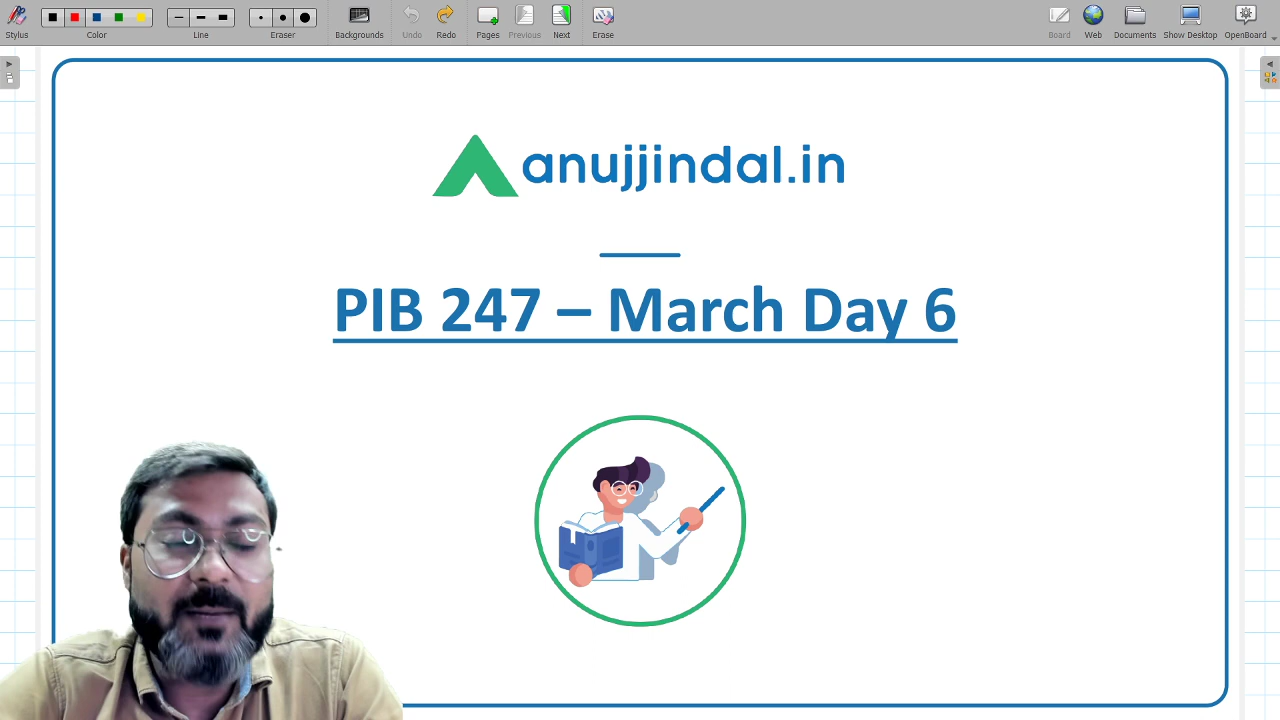 Stylus
Color
Line
Eraser
Backgrounds
Undo
Redo
Pages
Previous
Next
Erase
Board
Web
Documents
Show Desktop
OpenBoard
anujjindal.in
PIB 247 – March Day 6